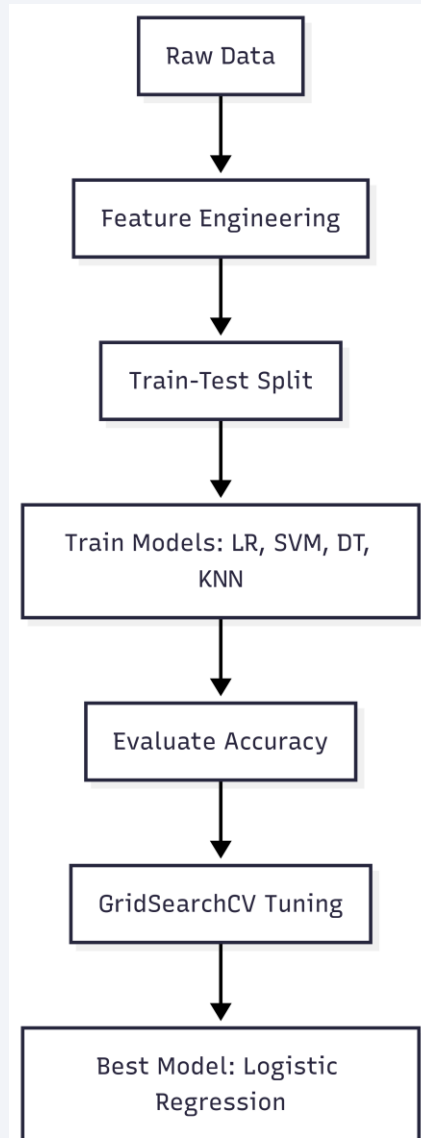 Raw Data
Feature Engineering
Train-Test Split
Train Models: LR, SVM, DT,
KNN
Evaluate Accuracy
GridSearchCV Tuning
Best Model: Logistic
Regression